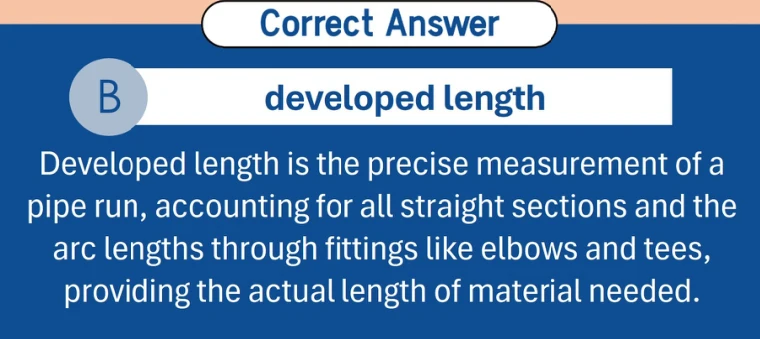 Correct Answer
B
developed length
Developed length is the precise measurement of a
pipe run, accounting for all straight sections and the
arc lengths through fittings like elbows and tees,
providing the actual length of material needed.